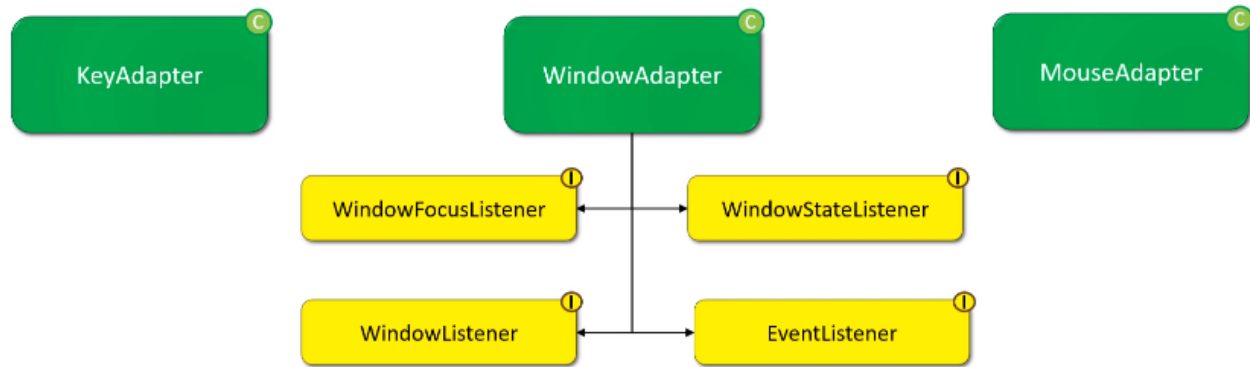 C
C
C
KeyAdapter
WindowAdapter
MouseAdapter
I
I
WindowFocusListener
WindowStateListener
I
I
WindowListener
EventListener